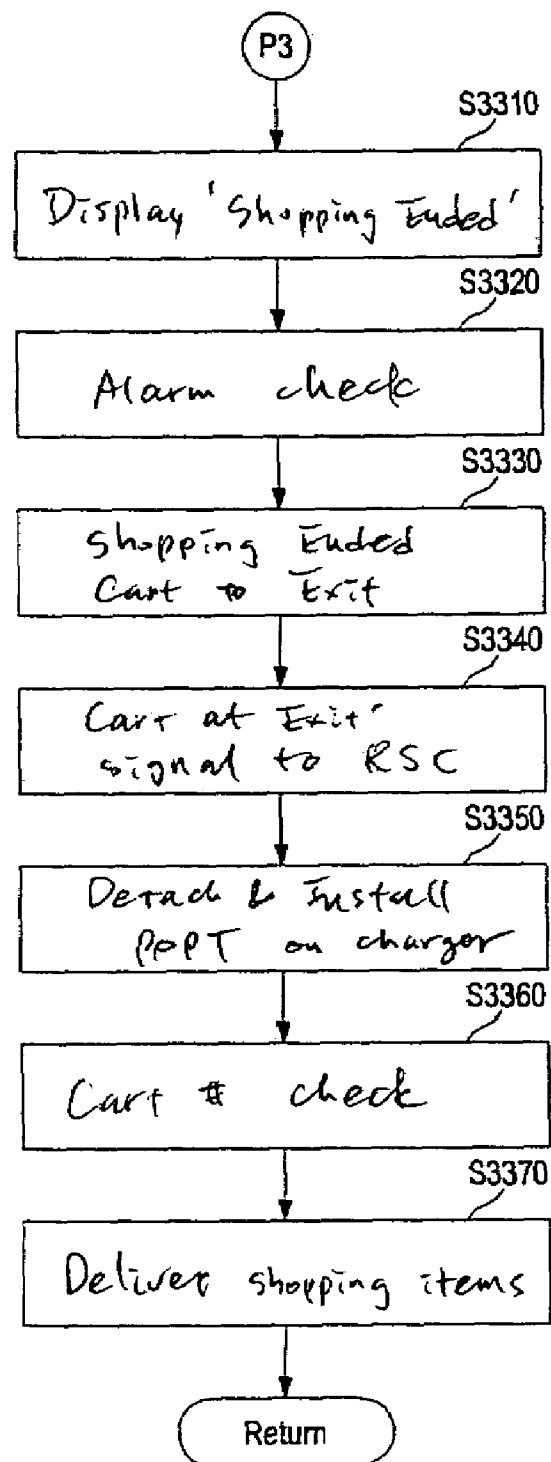 P3
S3310
Display 'Shopping Ended'
S3320
Alarm check
S3330
Shopping Ended
Cart to Exit
S3340
Cart at Exit'
signal to RSC
S3350
Detach & Install
POPT on charger
S3360
Cart # check
S3370
Deliver shopping items
Return